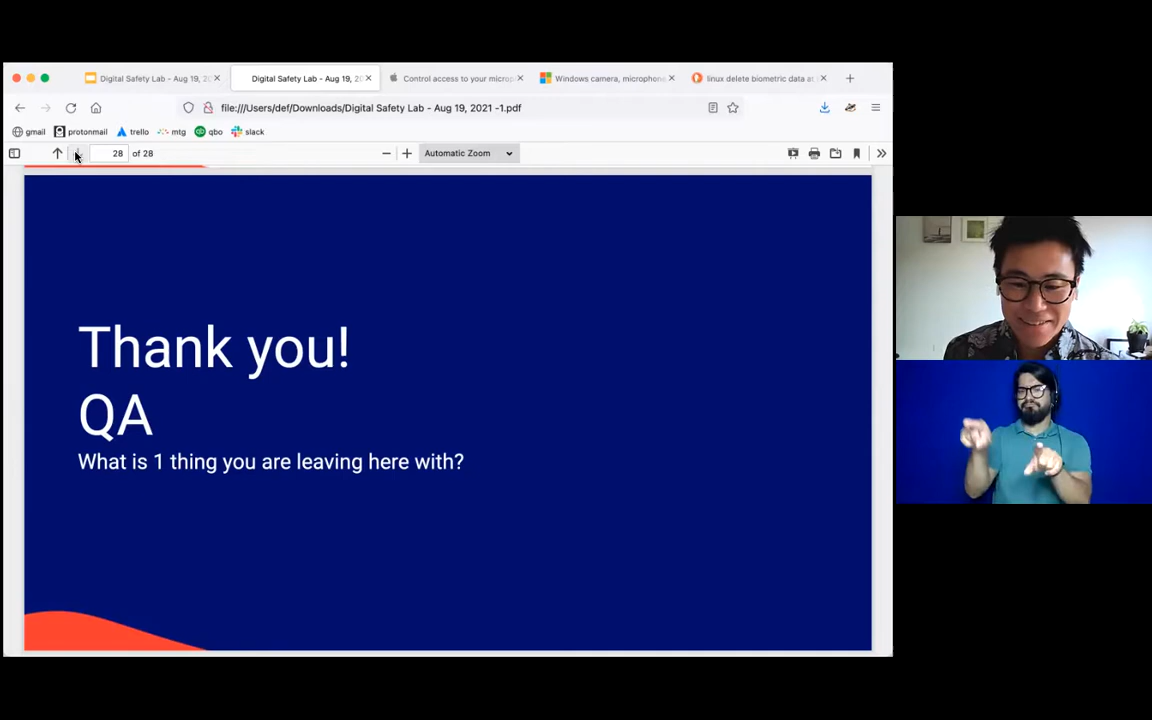 Digital Safety Lab - Aug 19, 20
Digital Safety Lab - Aug 19, 20
Control access to your microp
Windows camera, microphone
linux delete biometric data at
file:///Users/def/Downloads/Digital Safety Lab - Aug 19, 2021 -1.pdf
gmail
protonmail
trello
mtg
qbo
slack
28 of 28
Automatic Zoom
Thank you!
QA
What is 1 thing you are leaving here with?